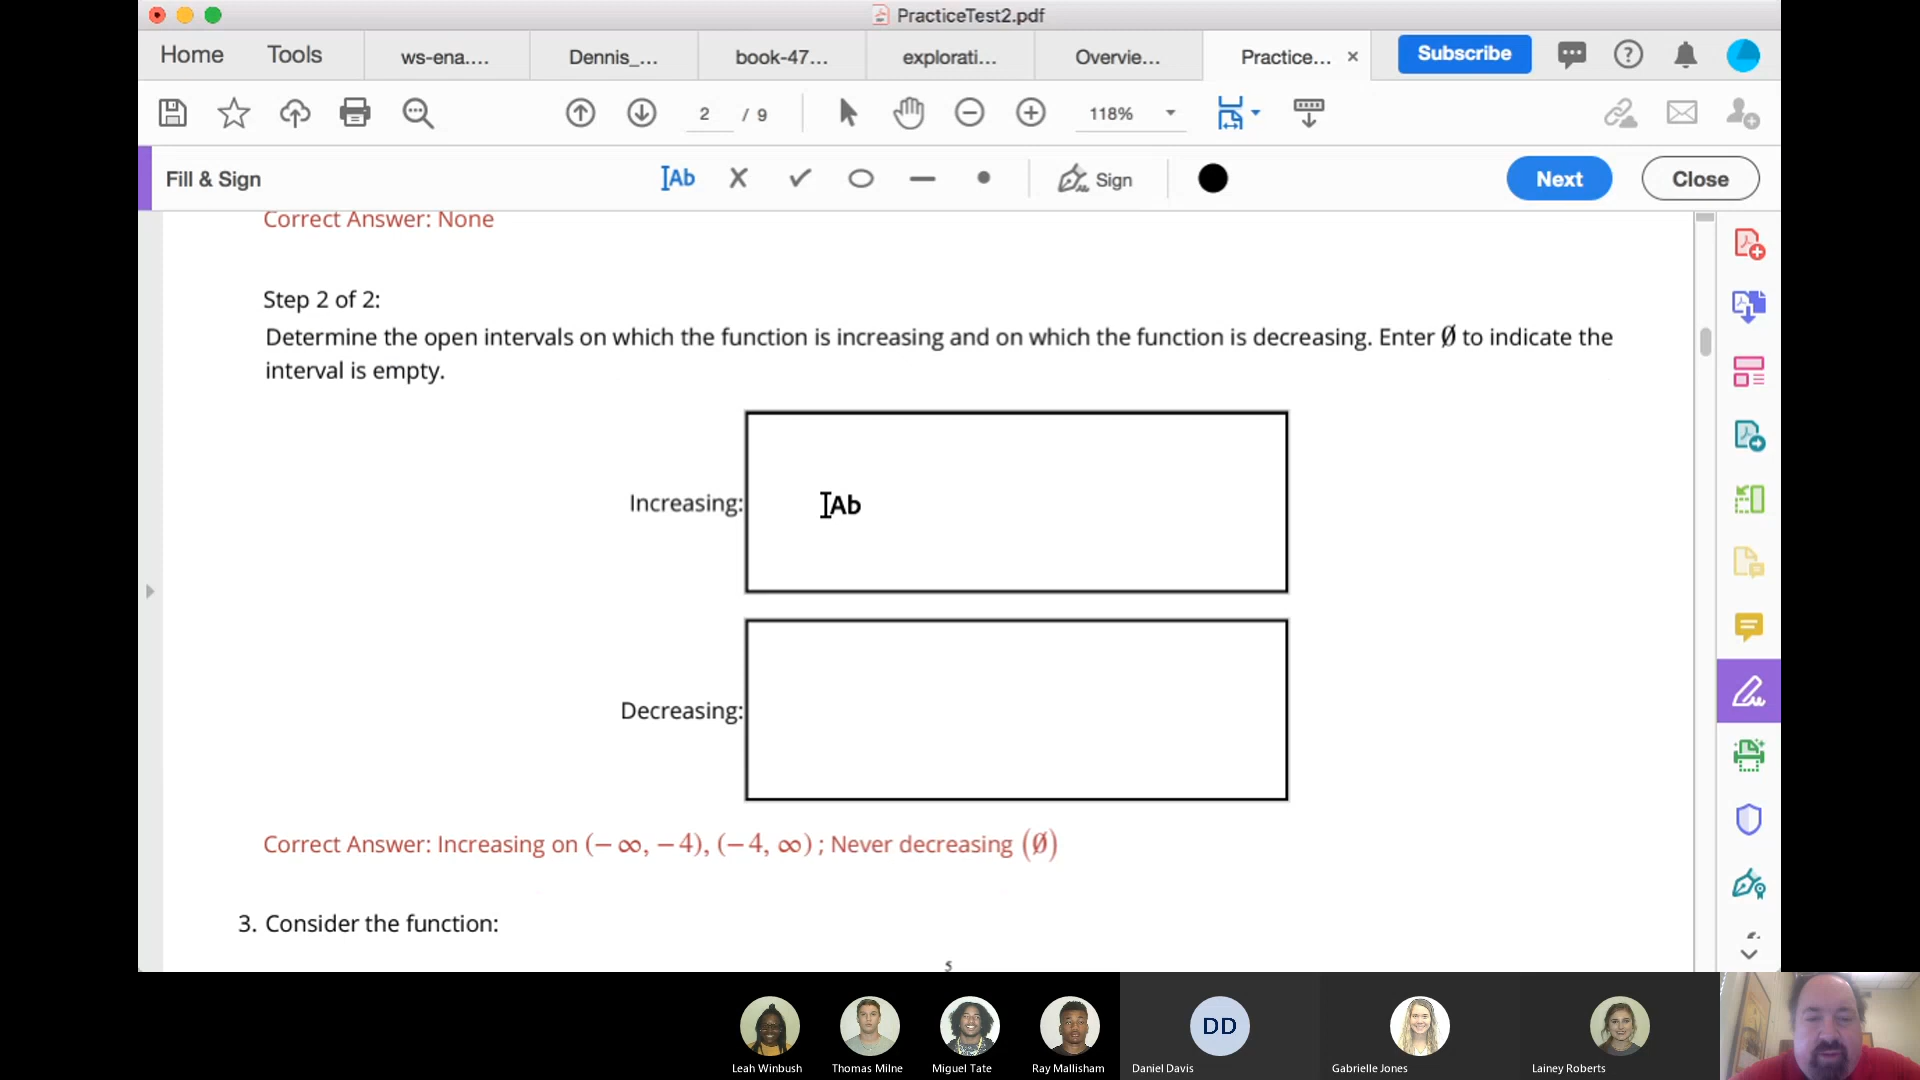 PracticeTest2.pdf
Home Tools ws-ena.... Dennis_... book-47... explorati... Overvie... Practice... × Subscribe
2 / 9 118%
Fill & Sign Ab Sign Next Close
Correct Answer: None
Step 2 of 2:
Determine the open intervals on which the function is increasing and on which the function is decreasing. Enter Ø to indicate the
interval is empty.
Increasing: Ab
Decreasing:
Correct Answer: Increasing on (− ∞, − 4), (− 4, ∞) ; Never decreasing (Ø)
3. Consider the function:
DD
Leah Winbush Thomas Milne Miguel Tate Ray Mallisham Daniel Davis Gabrielle Jones Lainey Roberts